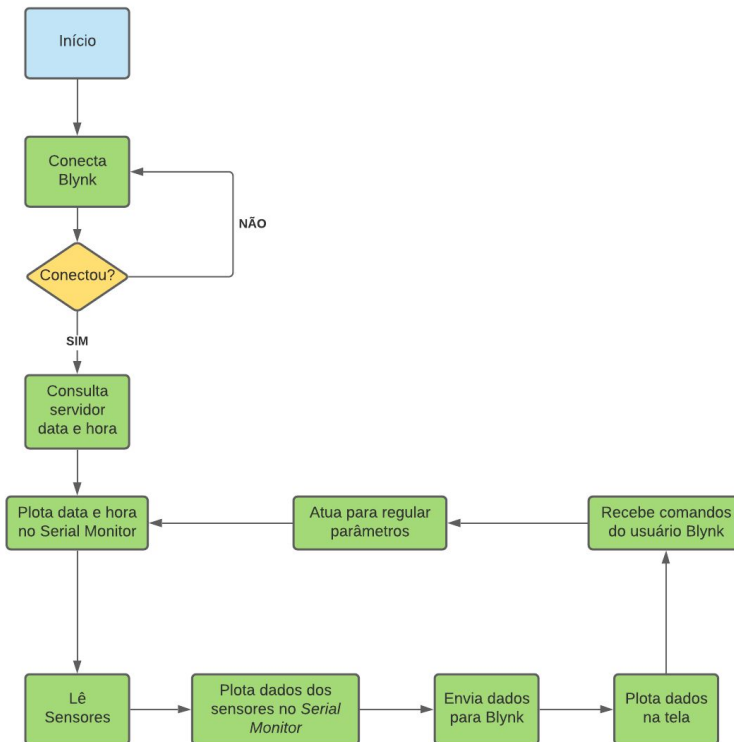 Início
Conecta
Blynk
NÃO
Conectou?
SIM
Consulta
servidor
data e hora
Plota data e hora
no Serial Monitor
Atua para regular
parâmetros
Recebe comandos
do usuário Blynk
Lê
Sensores
Plota dados dos
sensores no Serial
Monitor
Envia dados
para Blynk
Plota dados
na tela